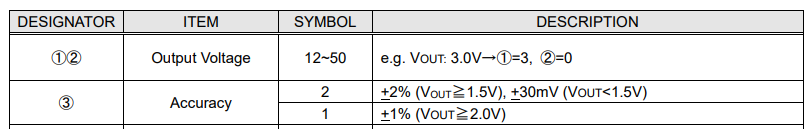 DESIGNATOR ITEM SYMBOL DESCRIPTION
①② Output Voltage 12~50 e.g. VOUT: 3.0V→①=3, ②=0
③ Accuracy 2 ±2% (VOUT≧1.5V), ±30mV (VOUT<1.5V)
1 ±1% (VOUT≧2.0V)